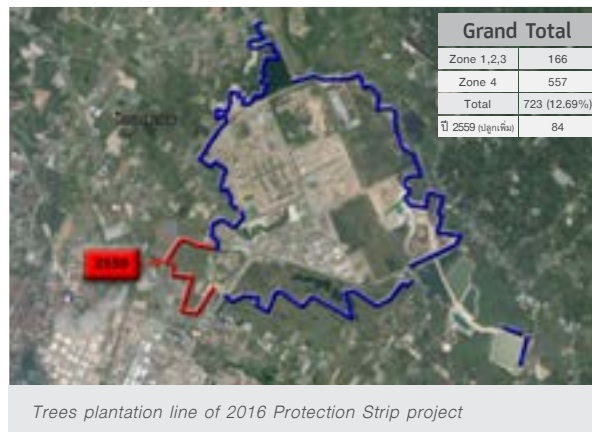 Grand Total
Zone 1,2,3 166
Zone 4 557
Total 723 (12.69%)
ปี 2559 (ปลูกเพิ่ม) 84
2559
Trees plantation line of 2016 Protection Strip project